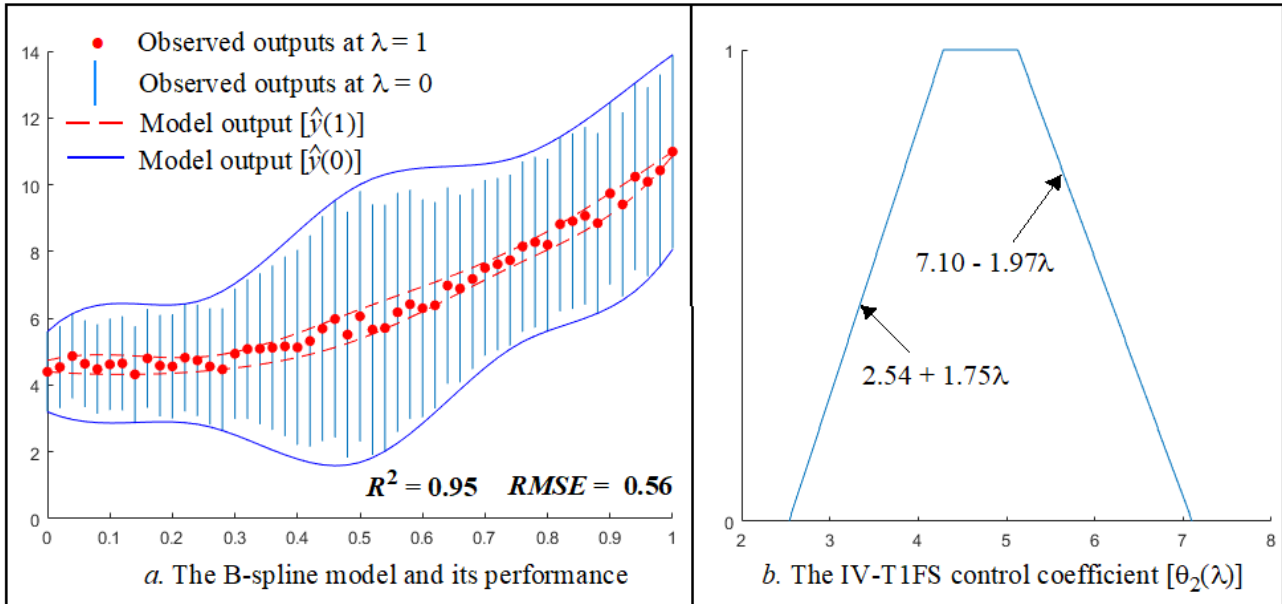 14
12
10
8
6
4
2
0
Observed outputs at λ = 1
Observed outputs at λ = 0
Model output [ŷ(1)]
Model output [ŷ(0)]
R² = 0.95 RMSE = 0.56
0 0.1 0.2 0.3 0.4 0.5 0.6 0.7 0.8 0.9 1
a. The B-spline model and its performance
1
0
7.10 - 1.97λ
2.54 + 1.75λ
2 3 4 5 6 7 8
b. The IV-T1FS control coefficient [θ₂(λ)]